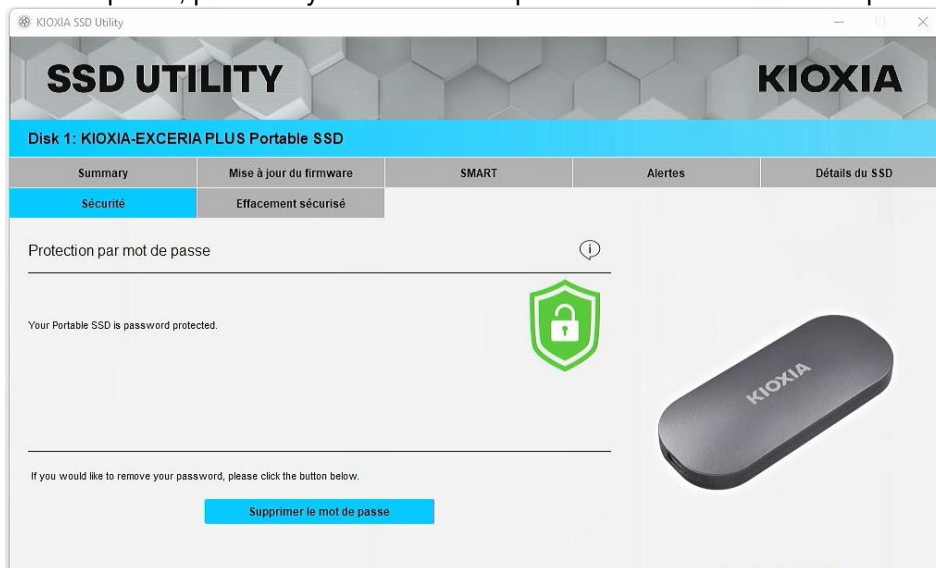 KIOXIA SSD Utility
SSD UTILITY
KIOXIA
Disk 1: KIOXIA-EXCERIA PLUS Portable SSD
Summary
Mise à jour du firmware
SMART
Alertes
Détails du SSD
Sécurité
Effacement sécurisé
Protection par mot de passe
Your Portable SSD is password protected.
KIOXIA
If you would like to remove your password, please click the button below.
Supprimer le mot de passe